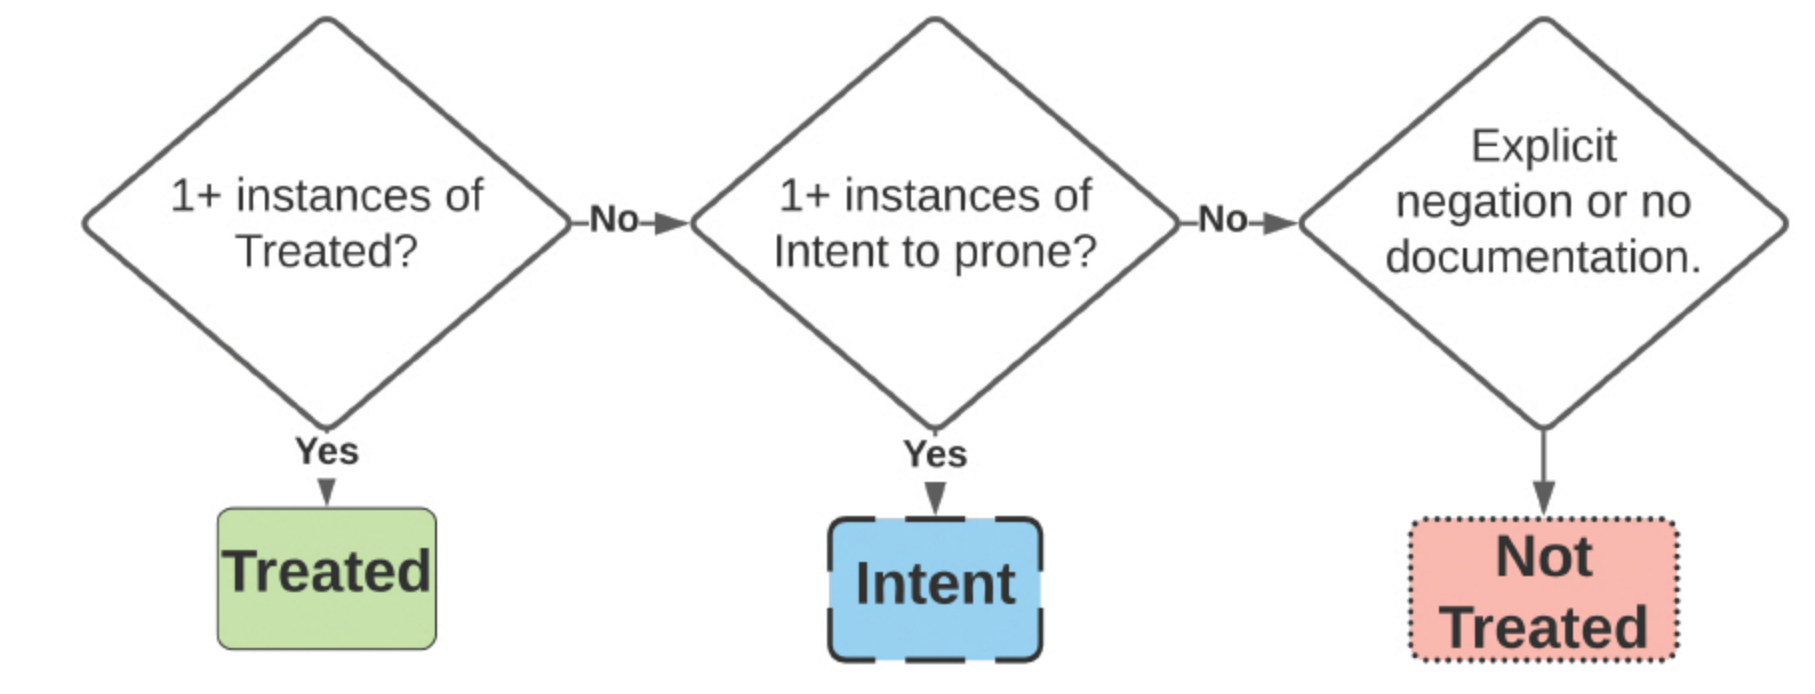 1+ instances of
Treated?
No
1+ instances of
Intent to prone?
No
Explicit
negation or no
documentation.
Yes
Yes
Treated
Intent
Not
Treated